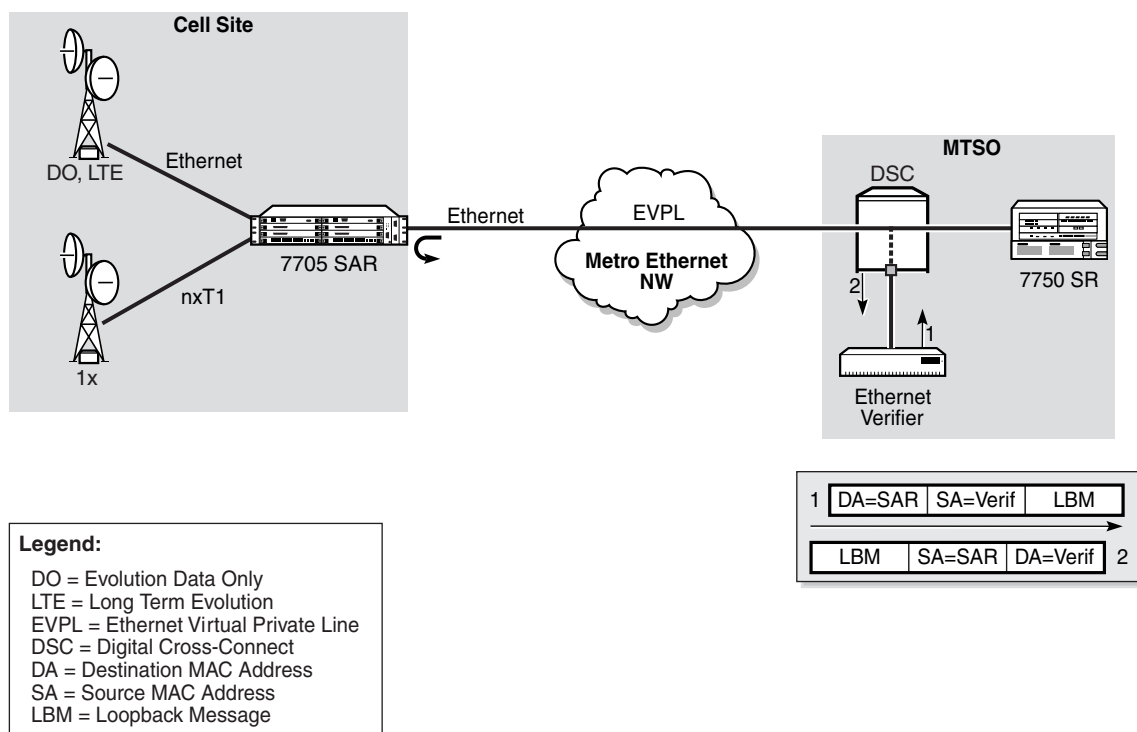 Cell Site
DO, LTE
Ethernet
7705 SAR
nxT1
1x
Ethernet
EVPL
Metro Ethernet
NW
MTSO
DSC
7750 SR
2
1
Ethernet
Verifier
1 DA=SAR SA=Verif LBM
LBM SA=SAR DA=Verif 2
Legend:
DO = Evolution Data Only
LTE = Long Term Evolution
EVPL = Ethernet Virtual Private Line
DSC = Digital Cross-Connect
DA = Destination MAC Address
SA = Source MAC Address
LBM = Loopback Message